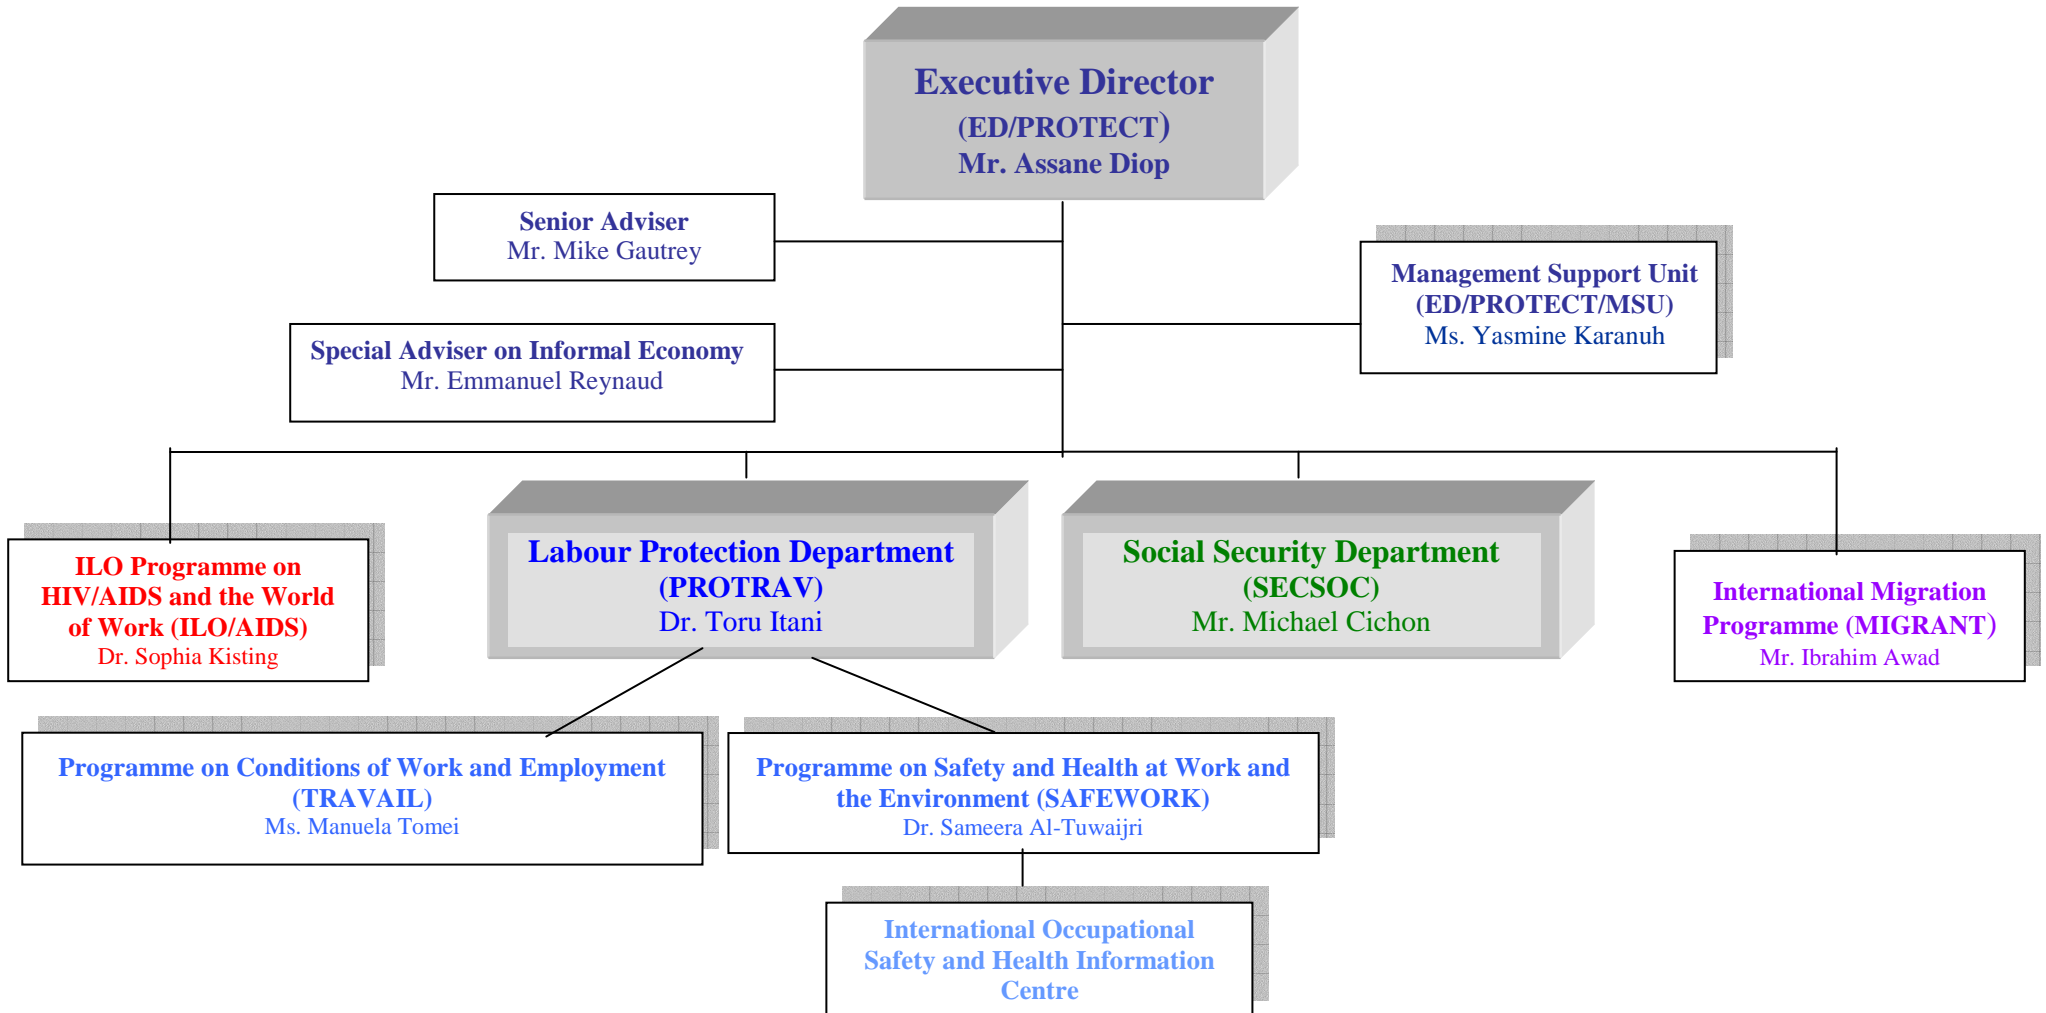 Executive Director
(ED/PROTECT)
Mr. Assane Diop
Senior Adviser
Mr. Mike Gautrey
Management Support Unit
(ED/PROTECT/MSU)
Ms. Yasmine Karanuh
Special Adviser on Informal Economy
Mr. Emmanuel Reynaud
ILO Programme on
HIV/AIDS and the World
of Work (ILO/AIDS)
Dr. Sophia Kisting
Labour Protection Department
(PROTRAV)
Dr. Toru Itani
Social Security Department
(SECSOC)
Mr. Michael Cichon
International Migration
Programme (MIGRANT)
Mr. Ibrahim Awad
Programme on Conditions of Work and Employment
(TRAVAIL)
Ms. Manuela Tomei
Programme on Safety and Health at Work and
the Environment (SAFEWORK)
Dr. Sameera Al-Tuwaijri
International Occupational
Safety and Health Information
Centre